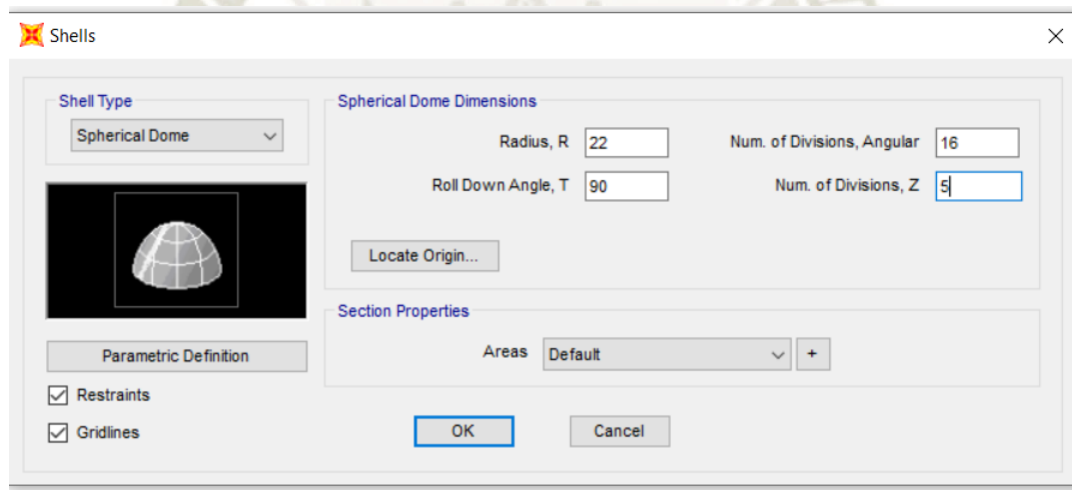 Shells
Shell Type
Spherical Dome
Parametric Definition
Restraints
Gridlines
Spherical Dome Dimensions
Radius, R 22 Num. of Divisions, Angular 16
Roll Down Angle, T 90 Num. of Divisions, Z 5
Locate Origin...
Section Properties
Areas Default +
OK Cancel